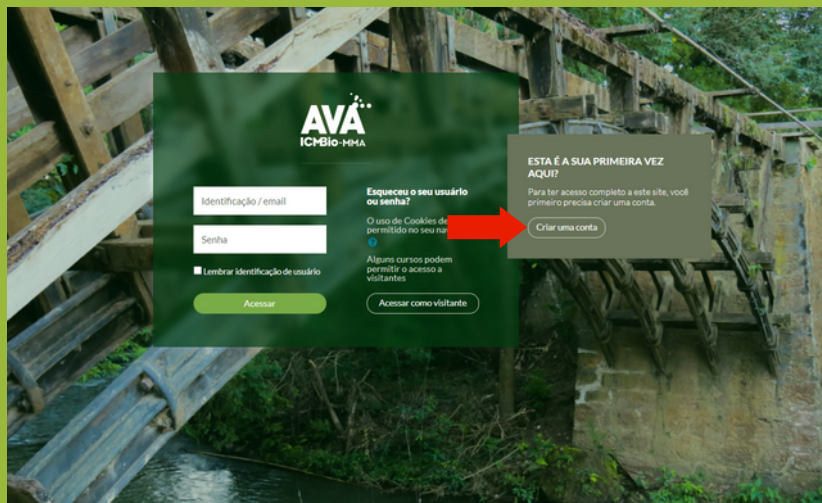 AVA
ICMBio-MMA
Identificação / email
Senha
Lembrar identificação de usuário
Acessar
Esqueceu o seu usuário
ou senha?
O uso de Cookies de
permitido no seu
Alguns cursos podem
permitir o acesso a
visitantes
Acessar como visitante
ESTA É A SUA PRIMEIRA VEZ
AQUI?
Para ter acesso completo a este site, você
primeiro precisa criar uma conta.
Criar uma conta